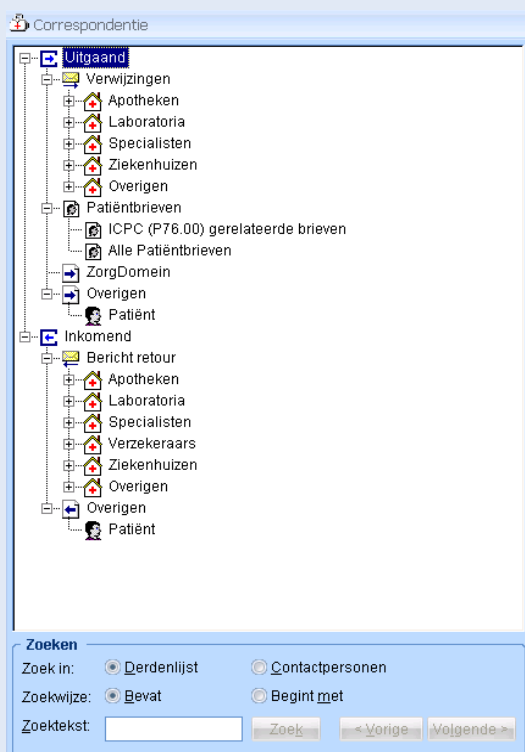 Correspondentie
Uitgaand
Verwijzingen
Apotheken
Laboratoria
Specialisten
Ziekenhuizen
Overigen
Patiëntbrieven
ICPC (P76.00) gerelateerde brieven
Alle Patiëntbrieven
ZorgDomein
Overigen
Patiënt
Inkomend
Bericht retour
Apotheken
Laboratoria
Specialisten
Verzekeraars
Ziekenhuizen
Overigen
Overigen
Patiënt
Zoeken
Zoek in: Derdenlijst Contactpersonen
Zoekwijze: Bevat Begint met
Zoektekst: Zoek < Vorige Volgende >